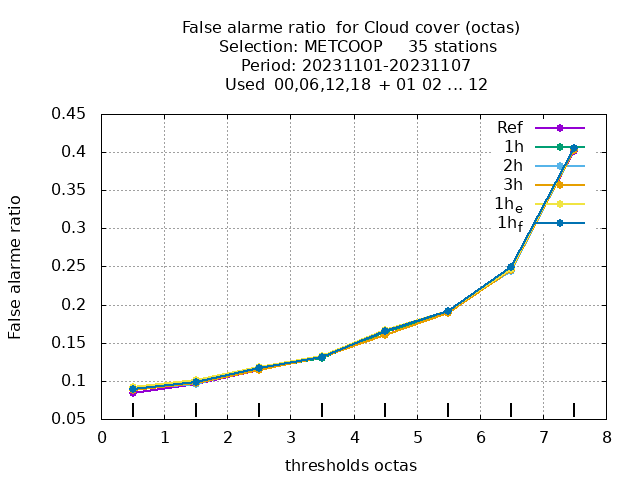 False alarme ratio  for Cloud cover (octas)
Selection: METCOOP     35 stations
Period: 20231101-20231107
Used  00,06,12,18  + 01 02 ... 12
0.45
0.4
0.35
0.3
0.25
0.2
0.15
0.1
0.05
False alarme ratio
Ref
1h
2h
3h
1he
1hf
0 1 2 3 4 5 6 7 8
thresholds octas